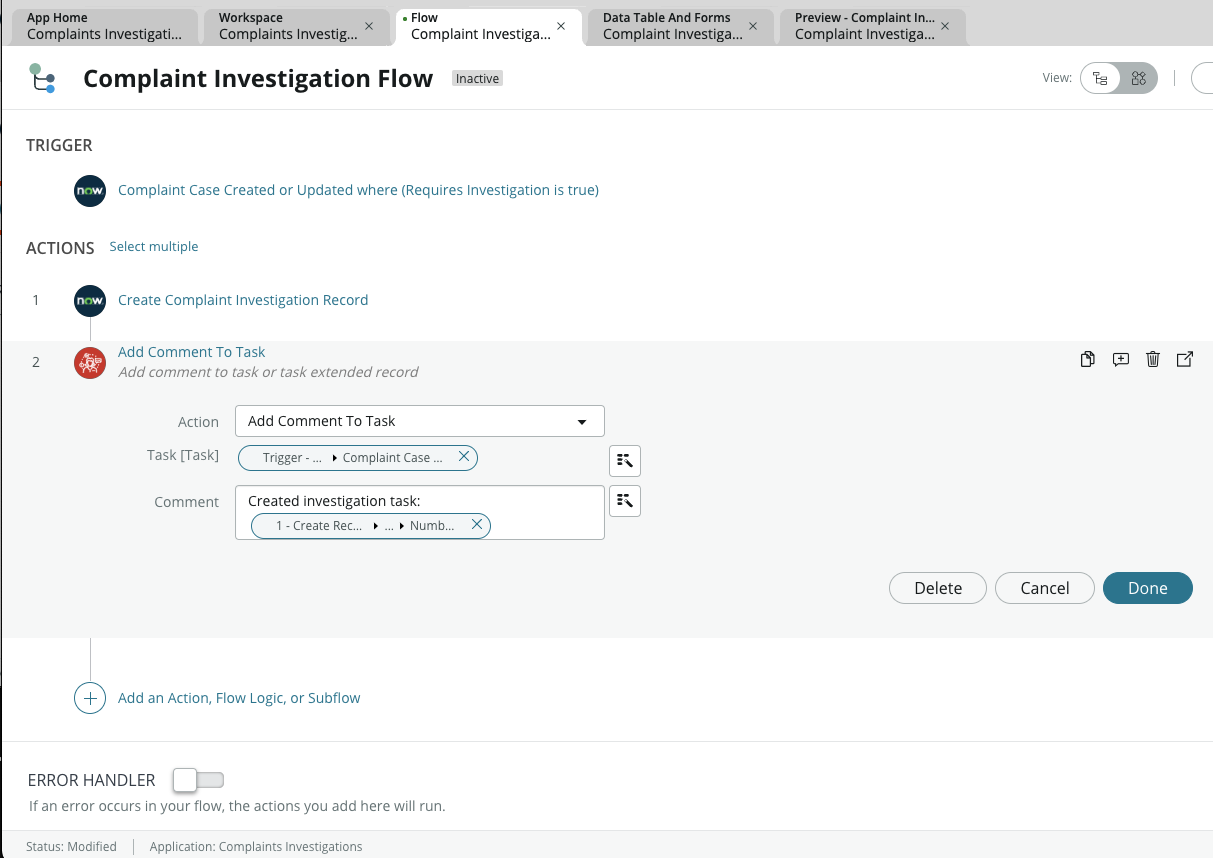 App Home
Complaints Investigati...
Workspace
Complaints Investig...
Flow
Complaint Investiga...
Data Table And Forms
Complaint Investiga...
Preview - Complaint In...
Complaint Investiga...
Complaint Investigation Flow
Inactive
View:
TRIGGER
now
Complaint Case Created or Updated where (Requires Investigation is true)
ACTIONS
Select multiple
1
now
Create Complaint Investigation Record
2
Add Comment To Task
Add comment to task or task extended record
Action
Add Comment To Task
Task [Task]
Trigger - ... Complaint Case ...
Comment
Created investigation task:
1 - Create Rec... ... Numb...
Delete
Cancel
Done
Add an Action, Flow Logic, or Subflow
ERROR HANDLER
If an error occurs in your flow, the actions you add here will run.
Status: Modified
Application: Complaints Investigations